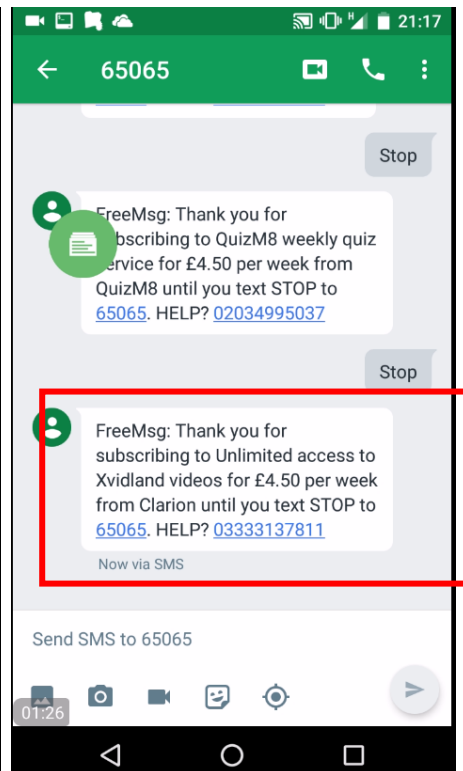 21:17
65065
Stop
FreeMsg: Thank you for
bscribing to QuizM8 weekly quiz
ervice for £4.50 per week from
QuizM8 until you text STOP to
65065. HELP? 02034995037
Stop
FreeMsg: Thank you for
subscribing to Unlimited access to
Xvidland videos for £4.50 per week
from Clarion until you text STOP to
65065. HELP? 03333137811
Now via SMS
Send SMS to 65065
01:26